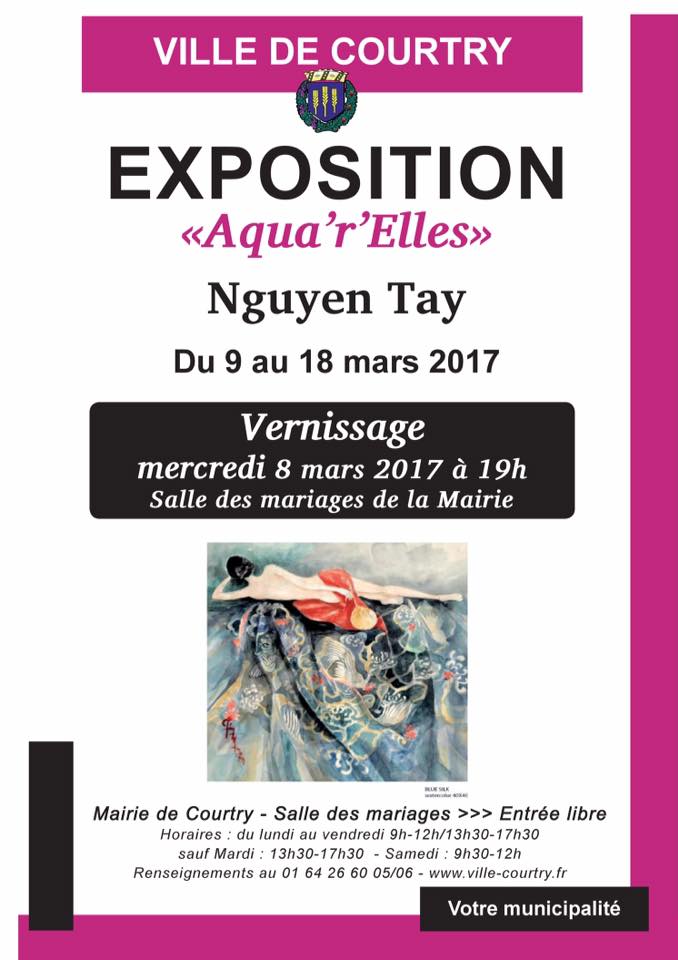 VILLE DE COURTRY
EXPOSITION
«Aqua'r'Elles»
Nguyen Tay
Du 9 au 18 mars 2017
Vernissage
mercredi 8 mars 2017 à 19h
Salle des mariages de la Mairie
BLUE SILK
Mairie de Courtry - Salle des mariages >>> Entrée libre
Horaires : du lundi au vendredi 9h-12h/13h30-17h30
sauf Mardi : 13h30-17h30 - Samedi : 9h30-12h
Renseignements au 01 64 26 60 05/06 - www.ville-courtry.fr
Votre municipalité